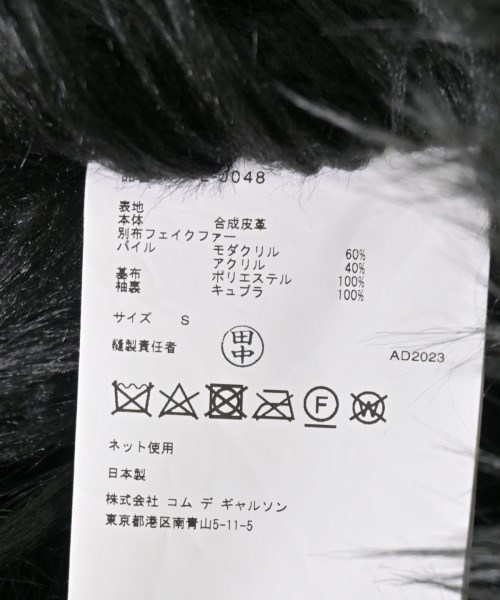 J048
表地
本体 合成皮革
別布フェイクファー
パイル モダクリル 60%
アクリル 40%
基布 ポリエステル 100%
袖裏 キュプラ 100%
サイズ S
縫製責任者 田中 AD2023
F W
ネット使用
日本製
株式会社 コム デ ギャルソン
東京都港区南青山5-11-5